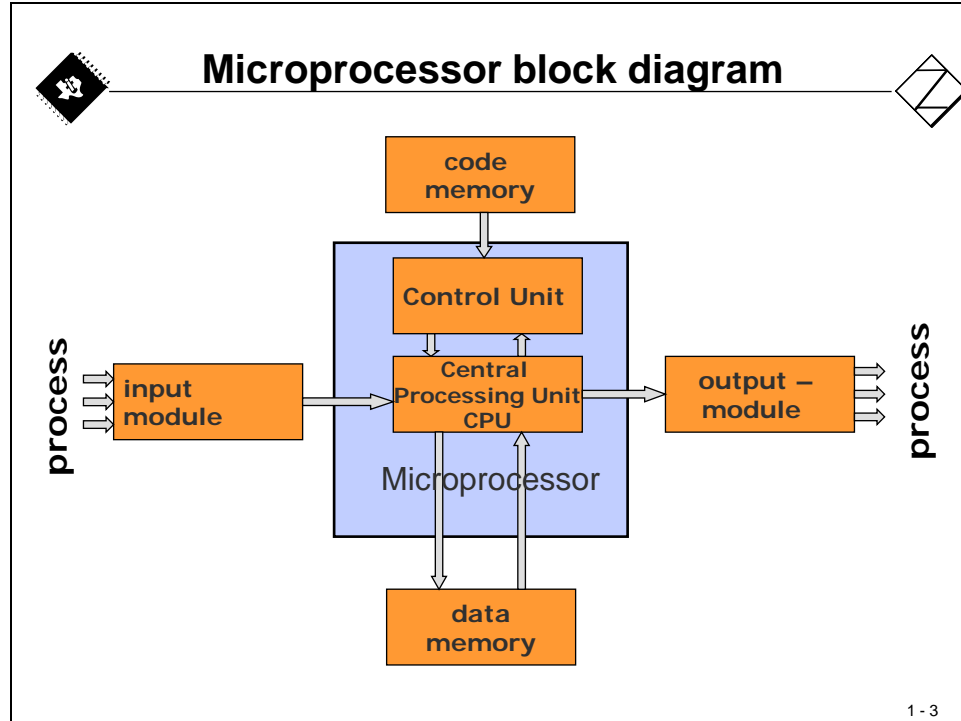 Microprocessor block diagram
code
memory
Control Unit
Central
Processing Unit
CPU
process
input
module
output –
module
process
Microprocessor
data
memory
1 - 3